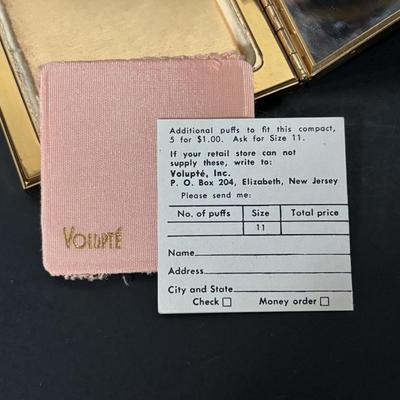 VOLUPTÉ
Additional puffs to fit this compact,
5 for $1.00. Ask for Size 11.
If your retail store can not
supply these, write to:
Volupté, Inc.
P. O. Box 204, Elizabeth, New Jersey
Please send me:
No. of puffs Size Total price
11
Name
Address
City and State
Check □ Money order □